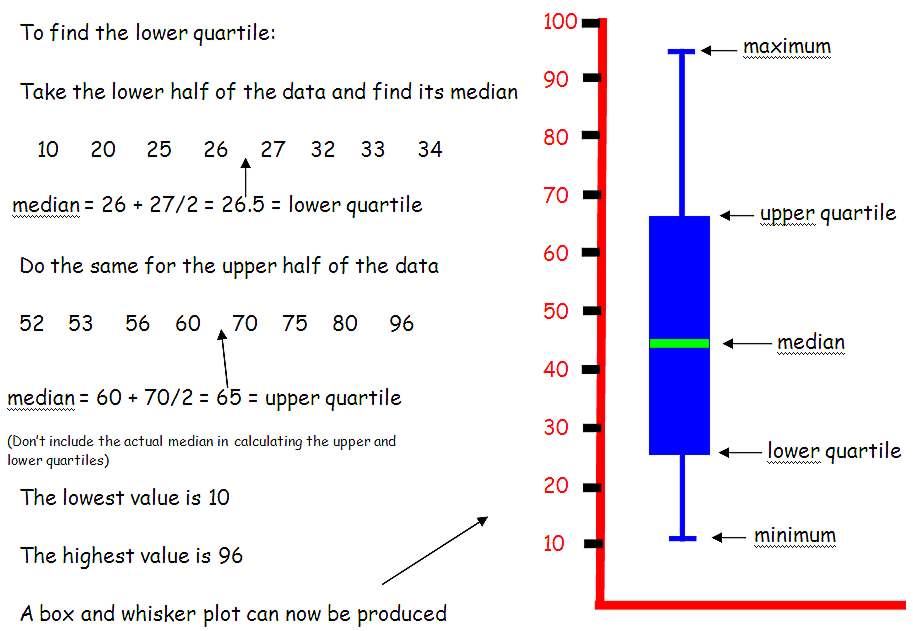 To find the lower quartile:
Take the lower half of the data and find its median
10 20 25 26 27 32 33 34
median = 26 + 27/2 = 26.5 = lower quartile
Do the same for the upper half of the data
52 53 56 60 70 75 80 96
median = 60 + 70/2 = 65 = upper quartile
(Don't include the actual median in calculating the upper and
lower quartiles)
The lowest value is 10
The highest value is 96
A box and whisker plot can now be produced
100
90
80
70
60
50
40
30
20
10
maximum
upper quartile
median
lower quartile
minimum